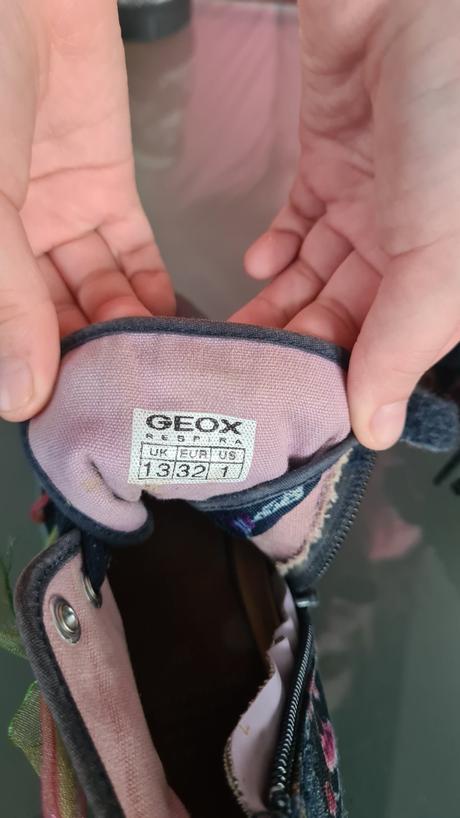 GEOX
RESPIRA
UK EUR US
13 32 1